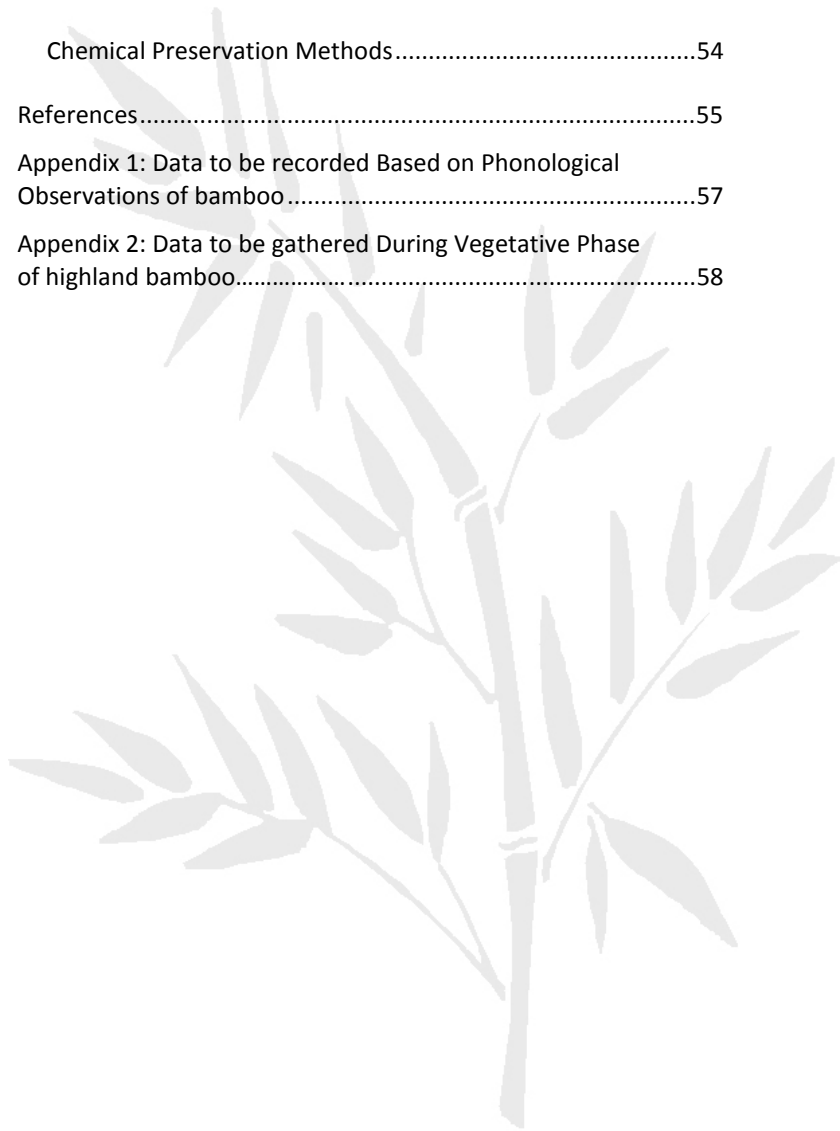 Chemical Preservation Methods.........................................54
References...........................................................................55
Appendix 1: Data to be recorded Based on Phonological
Observations of bamboo.......................................................57
Appendix 2: Data to be gathered During Vegetative Phase
of highland bamboo……………...............................................58